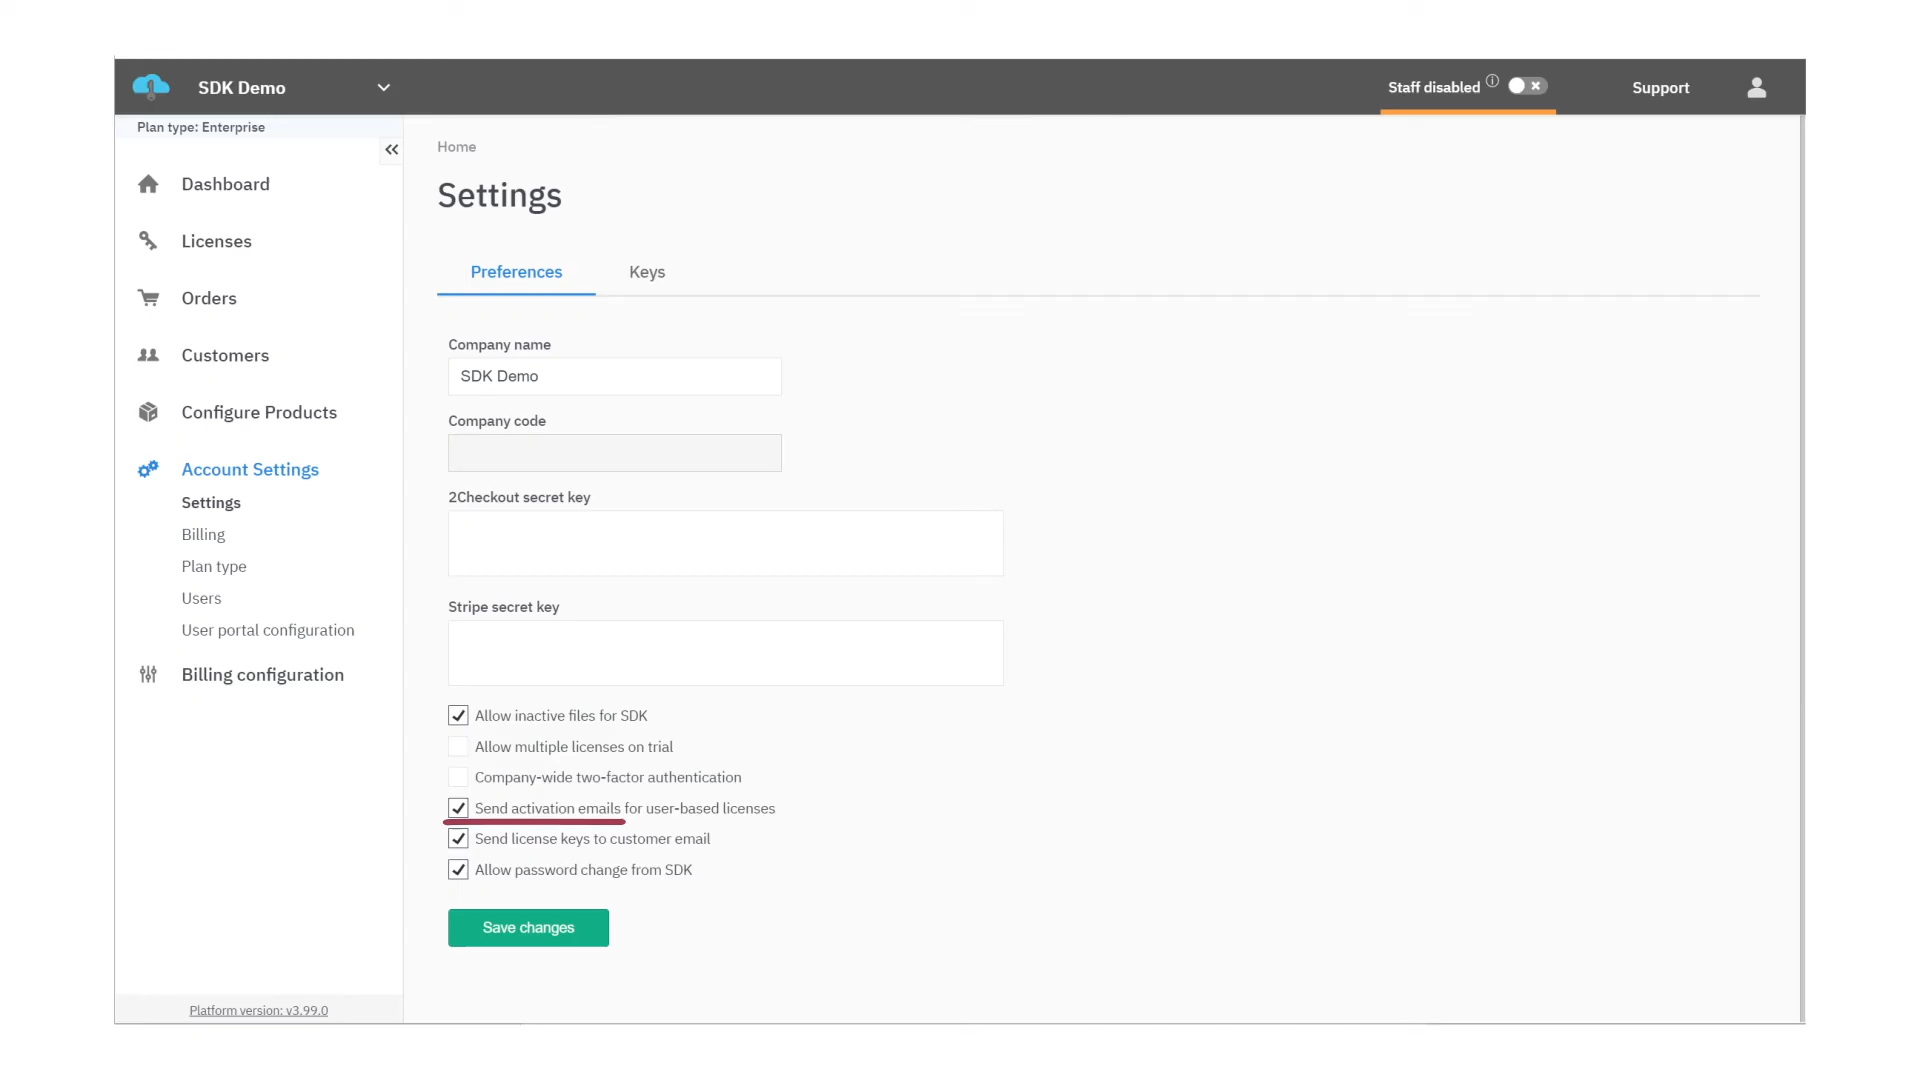 SDK Demo
Staff disabled
Support
Plan type: Enterprise
Dashboard
Licenses
Orders
Customers
Configure Products
Account Settings
Settings
Billing
Plan type
Users
User portal configuration
Billing configuration
Platform version: v3.99.0
Home
Settings
Preferences
Keys
Company name
SDK Demo
Company code
2Checkout secret key
Stripe secret key
Allow inactive files for SDK
Allow multiple licenses on trial
Company-wide two-factor authentication
Send activation emails for user-based licenses
Send license keys to customer email
Allow password change from SDK
Save changes